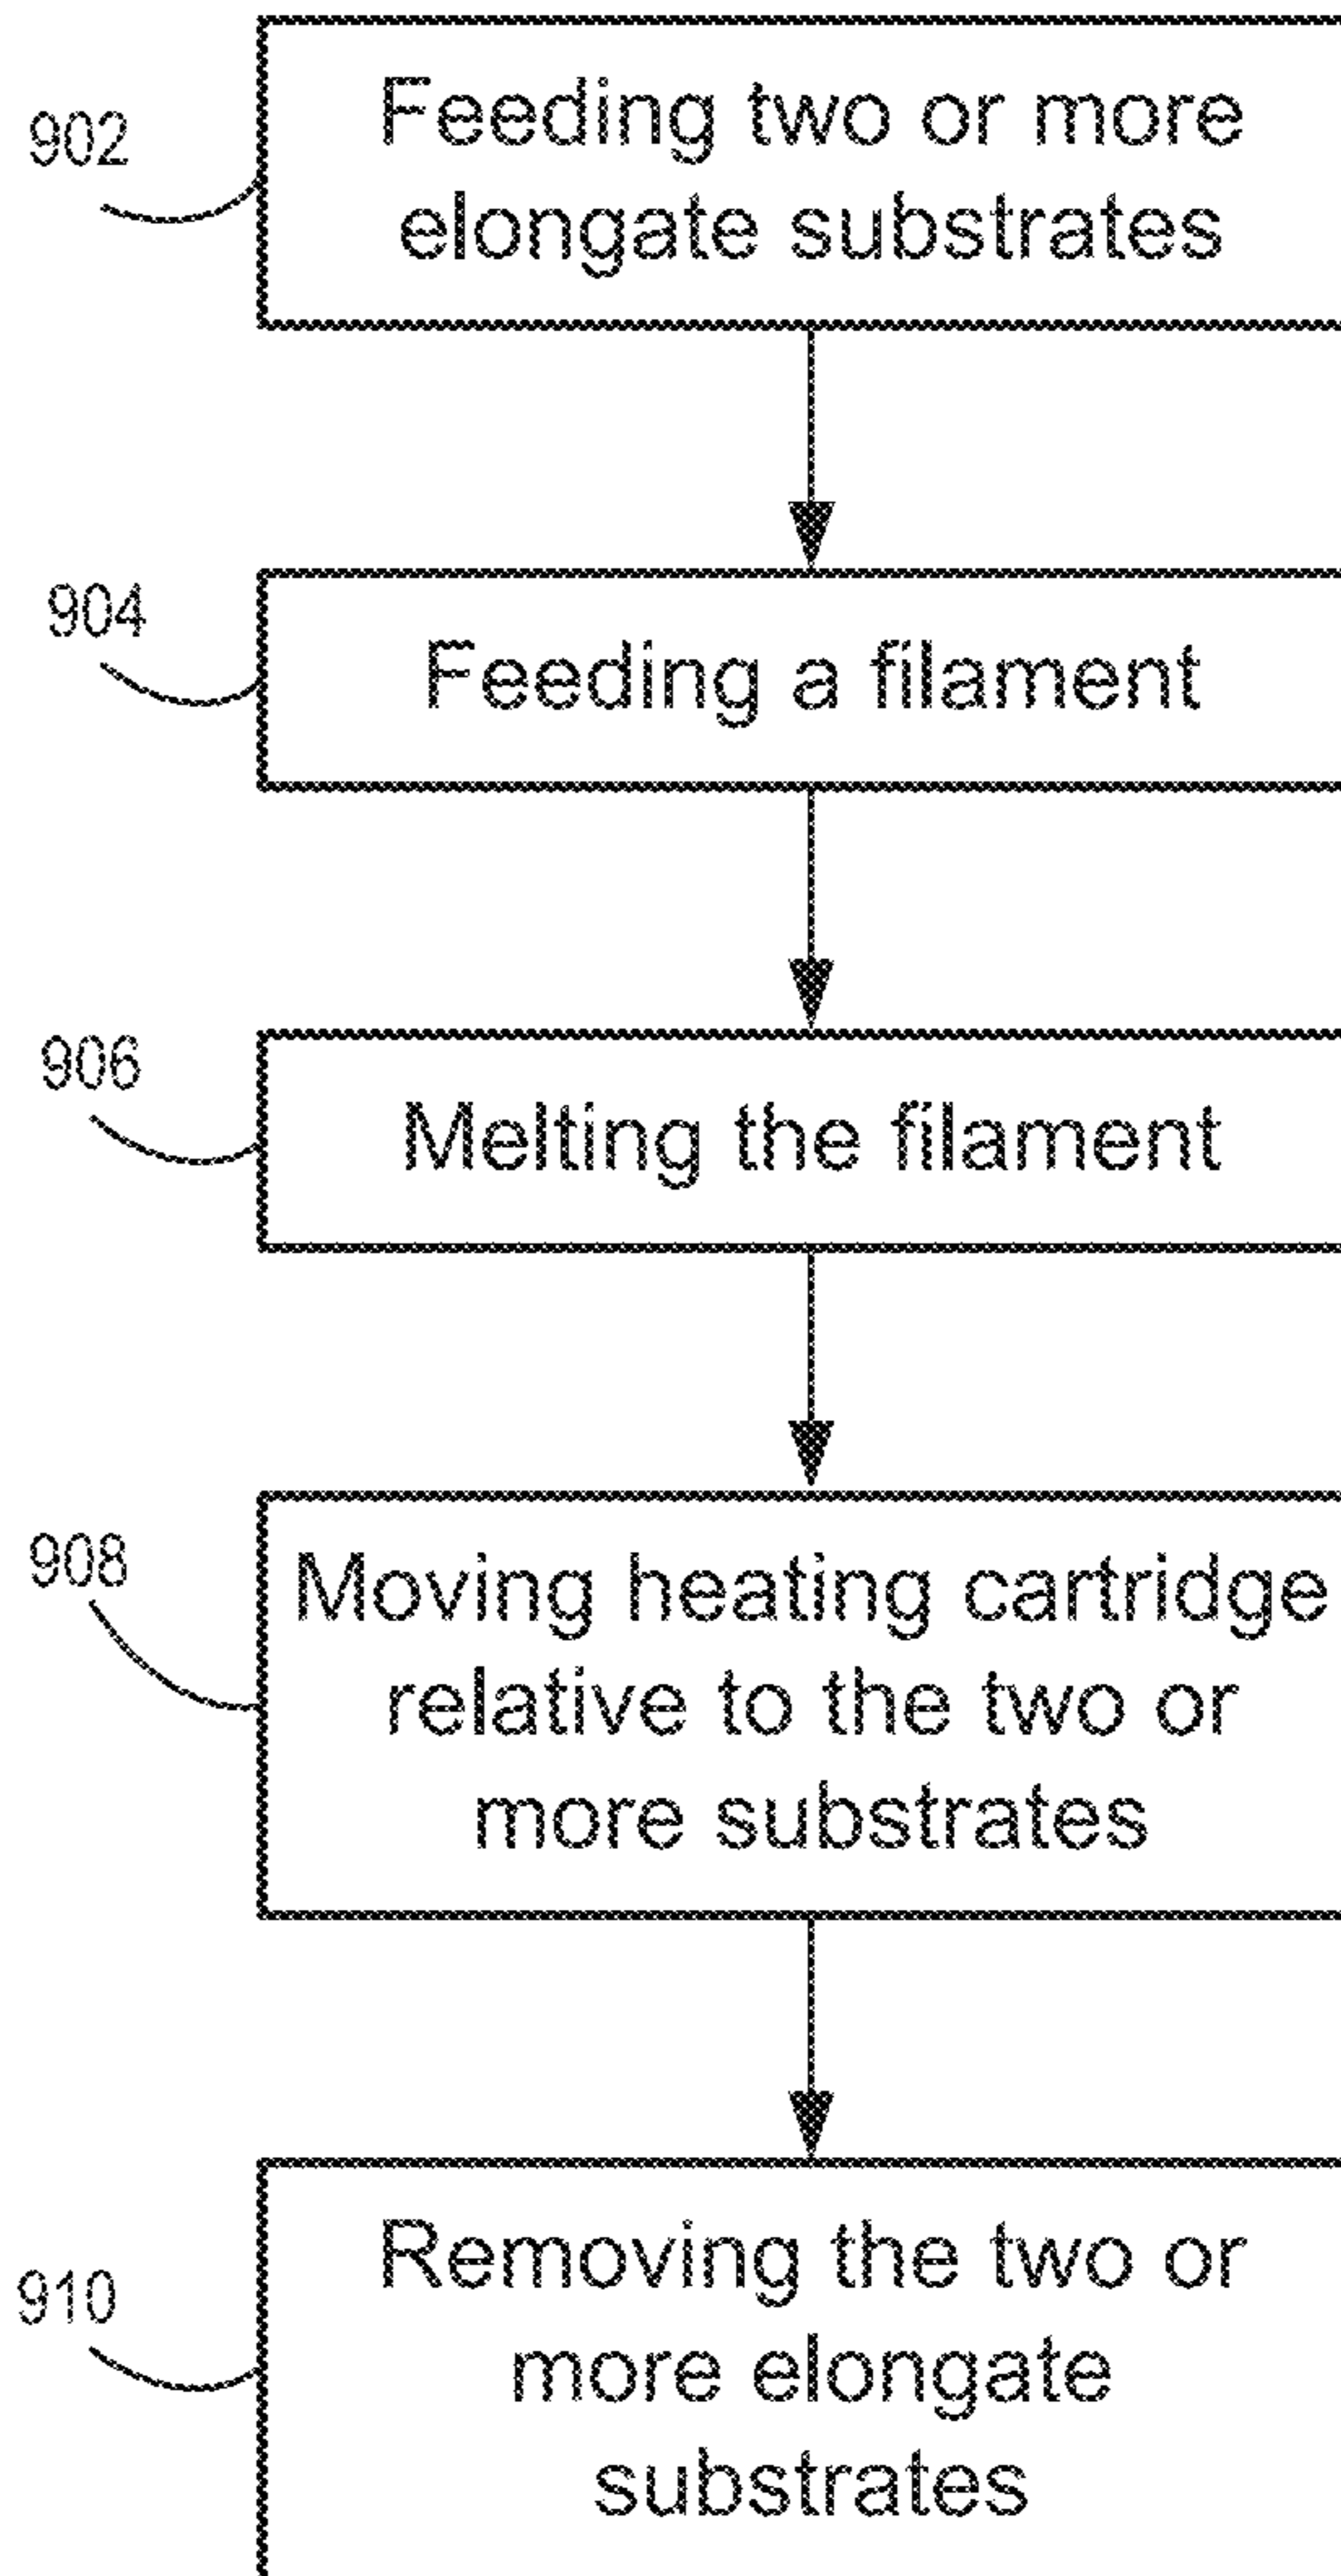 902
Feeding two or more
elongate substrates
904
Feeding a filament
906
Melting the filament
908
Moving heating cartridge
relative to the two or
more substrates
910
Removing the two or
more elongate
substrates